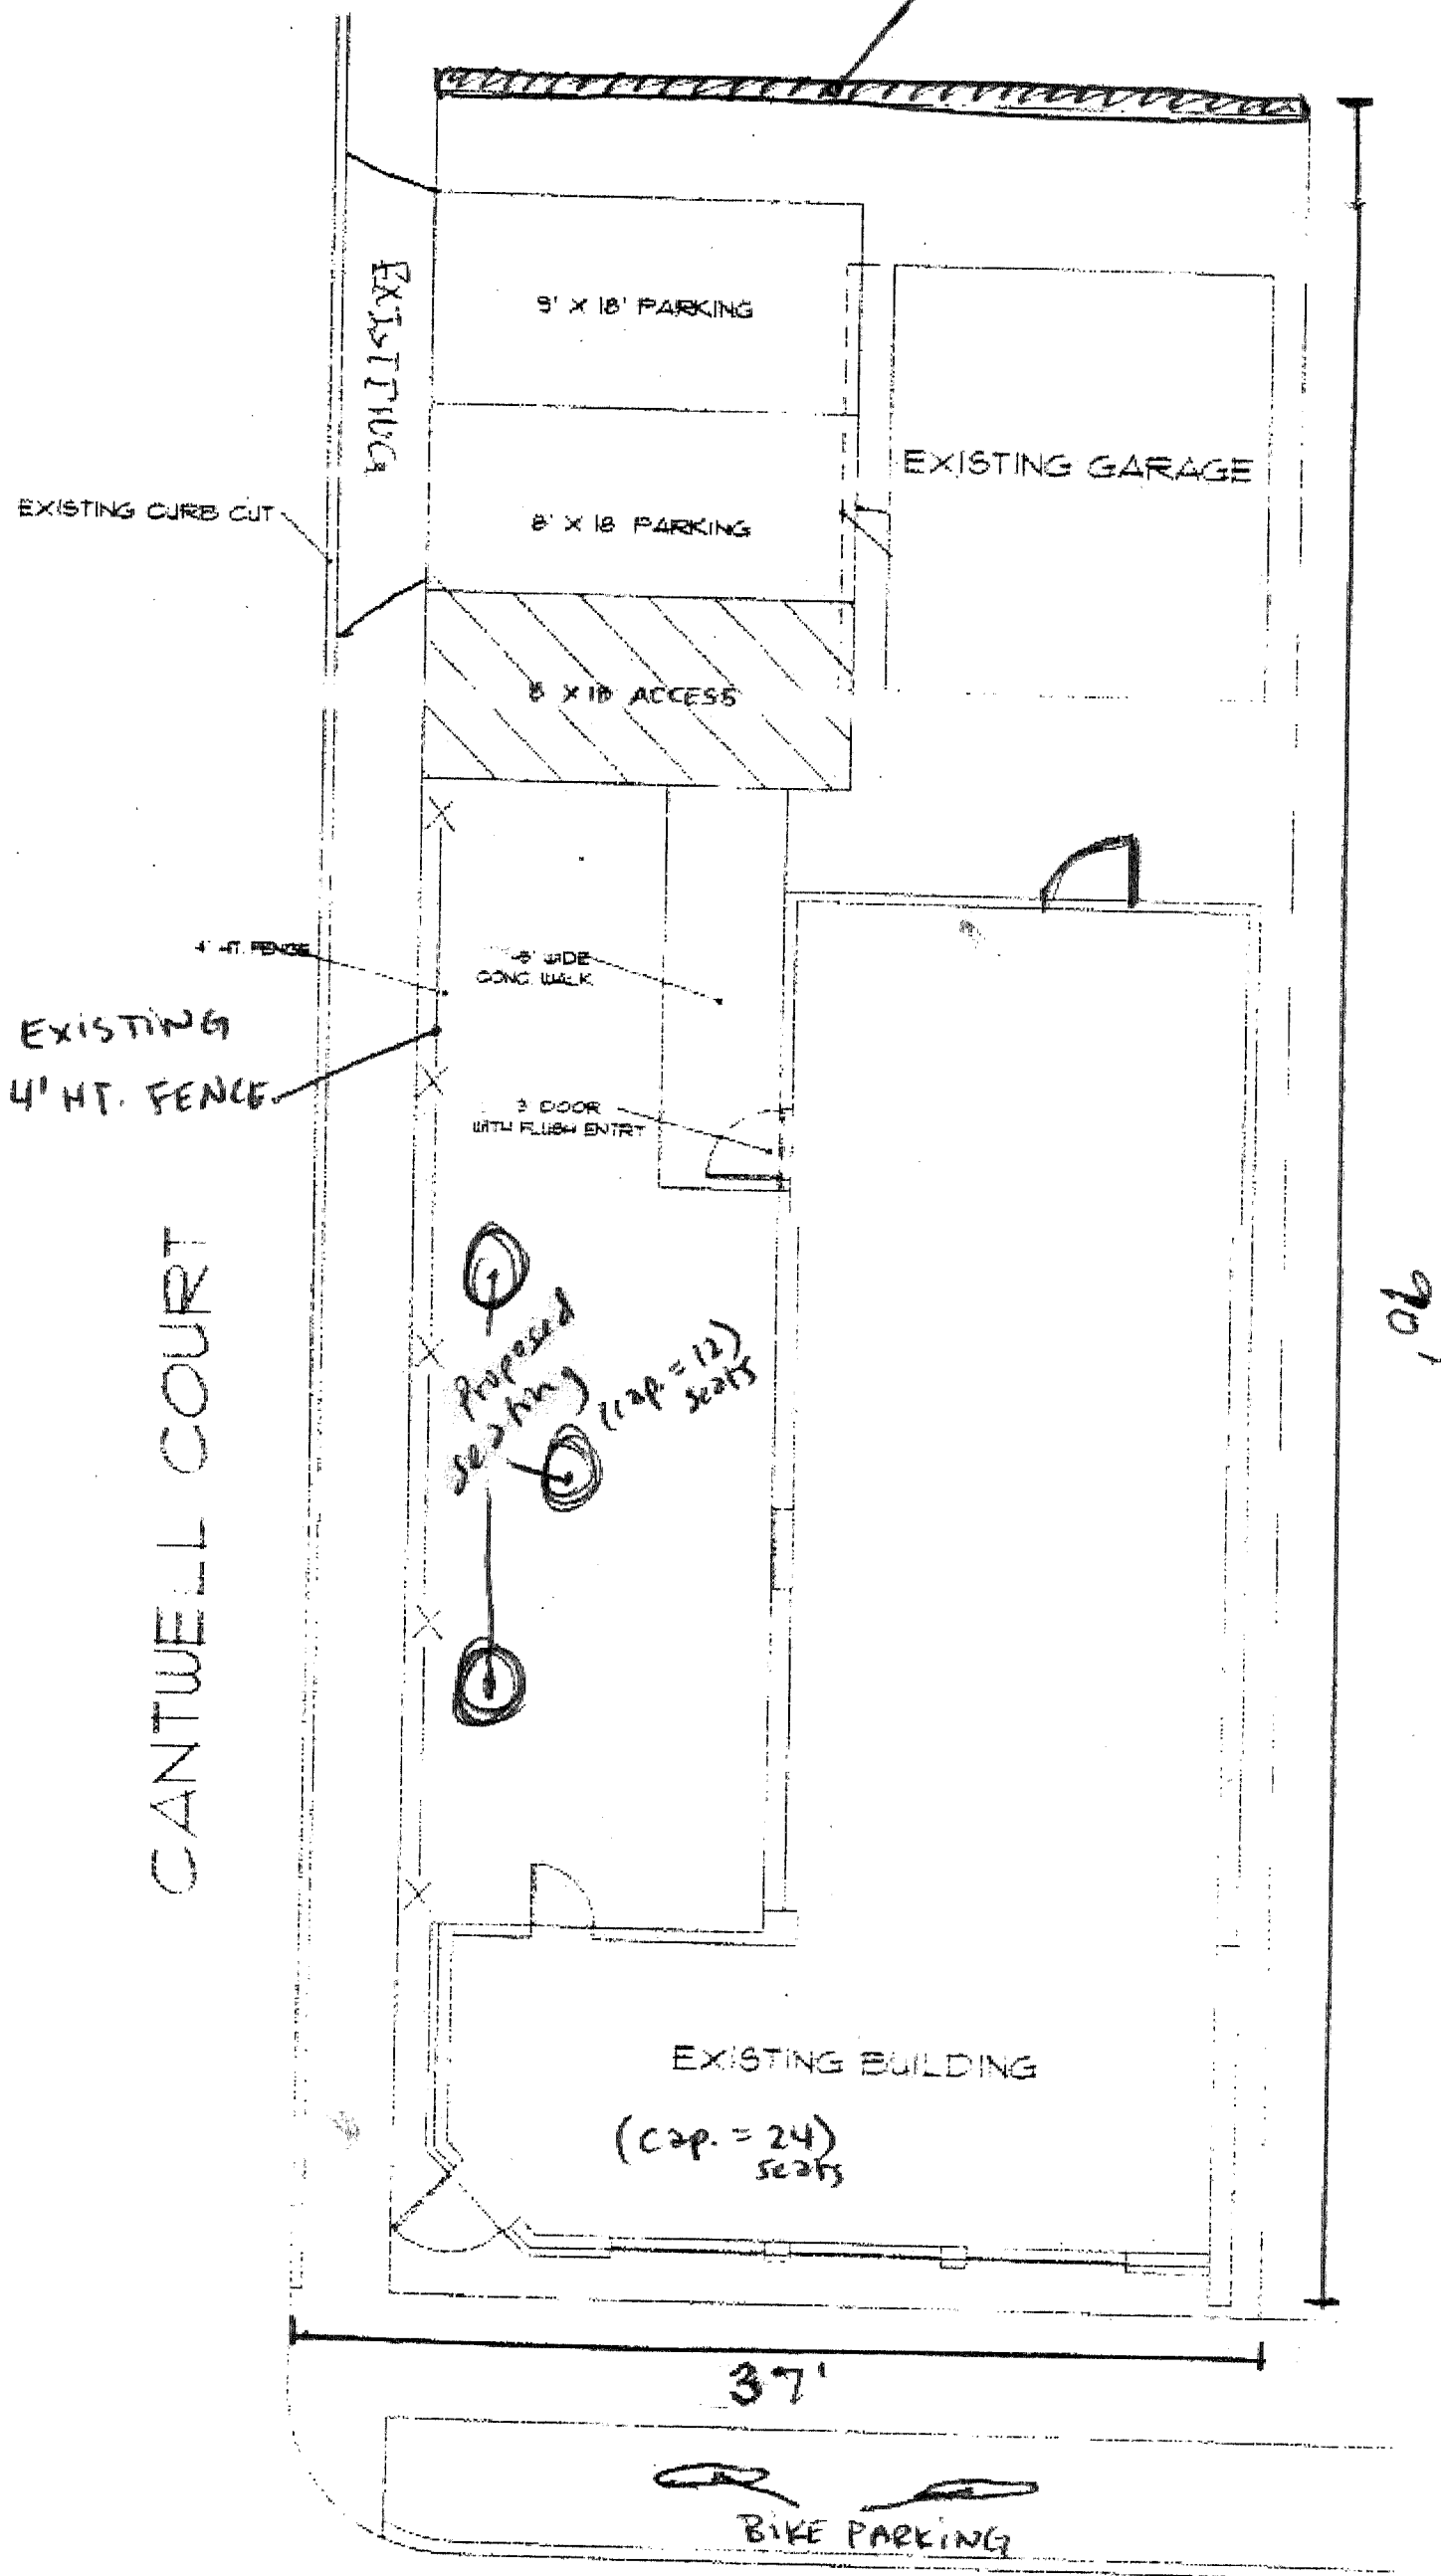 EXISTING
9' X 18' PARKING
EXISTING GARAGE
EXISTING CURB CUT
8' X 18 PARKING
8' X 18' ACCESS
4' HT. FENCE
5' WIDE
CONC. WALK
EXISTING
4' HT. FENCE
3' DOOR
WITH FLUSH ENTRY
CANTWELL COURT
Proposed
seating
(cap. = 12)
seats
90'
EXISTING BUILDING
(cap. = 24)
seats
37'
BIKE PARKING